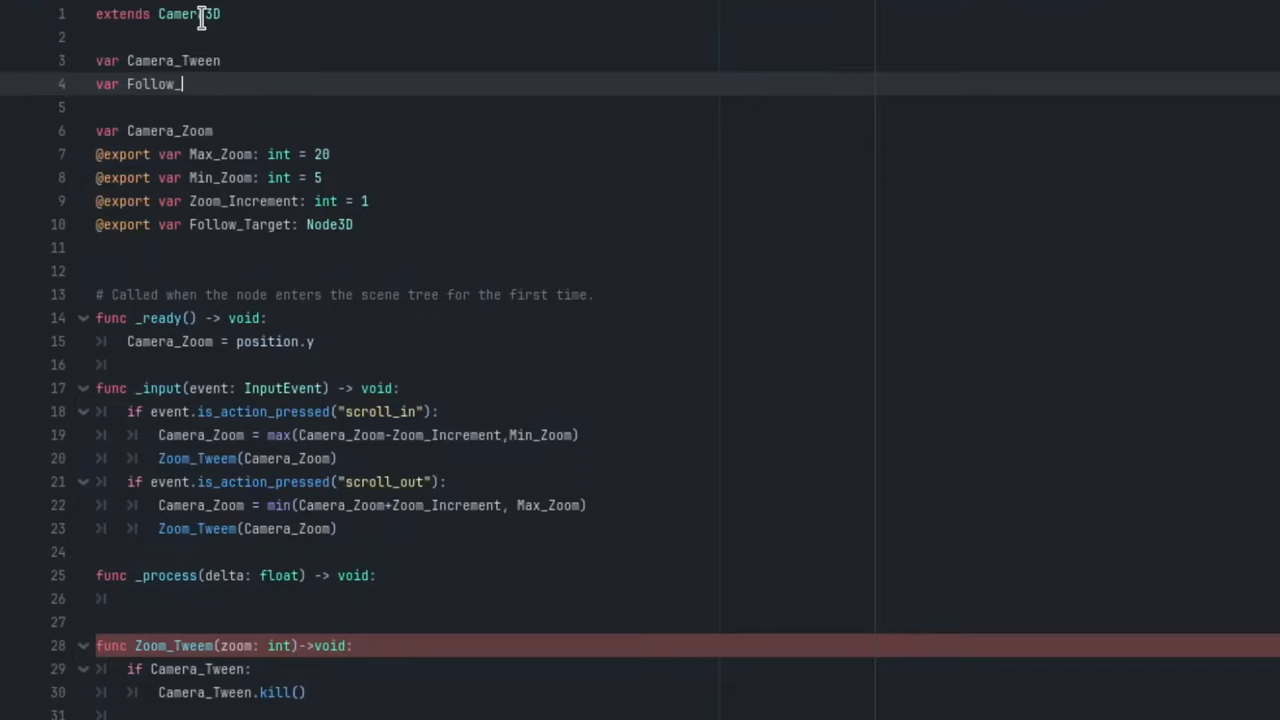 1 extends Camera3D
2
3 var Camera_Tween
4 var Follow_
5
6 var Camera_Zoom
7 @export var Max_Zoom: int = 20
8 @export var Min_Zoom: int = 5
9 @export var Zoom_Increment: int = 1
10 @export var Follow_Target: Node3D
11
12
13 # Called when the node enters the scene tree for the first time.
14 func _ready() -> void:
15 Camera_Zoom = position.y
16
17 func _input(event: InputEvent) -> void:
18 if event.is_action_pressed("scroll_in"):
19 Camera_Zoom = max(Camera_Zoom-Zoom_Increment,Min_Zoom)
20 Zoom_Tweem(Camera_Zoom)
21 if event.is_action_pressed("scroll_out"):
22 Camera_Zoom = min(Camera_Zoom+Zoom_Increment, Max_Zoom)
23 Zoom_Tweem(Camera_Zoom)
24
25 func _process(delta: float) -> void:
26
27
28 func Zoom_Tweem(zoom: int)->void:
29 if Camera_Tween:
30 Camera_Tween.kill()
31